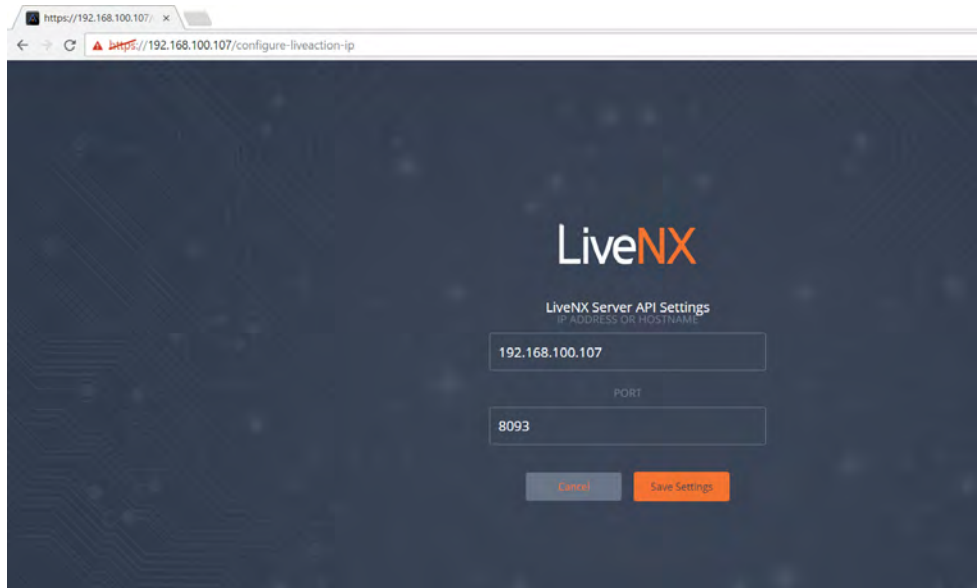 https://192.168.100.107/
https://192.168.100.107/configure-liveaction-ip
LiveNX
LiveNX Server API Settings
IP ADDRESS OR HOSTNAME
192.168.100.107
PORT
8093
Cancel
Save Settings